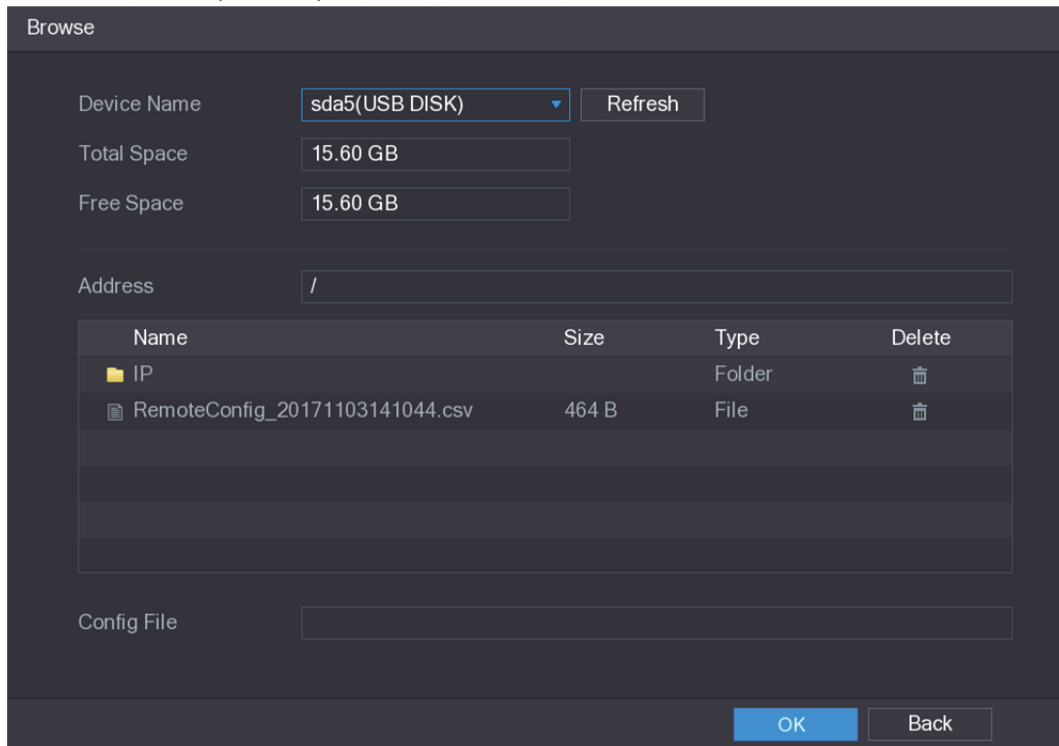 Browse
Device Name sda5(USB DISK) Refresh
Total Space 15.60 GB
Free Space 15.60 GB
Address /
Name Size Type Delete
IP Folder
RemoteConfig_20171103141044.csv 464 B File
Config File
OK Back